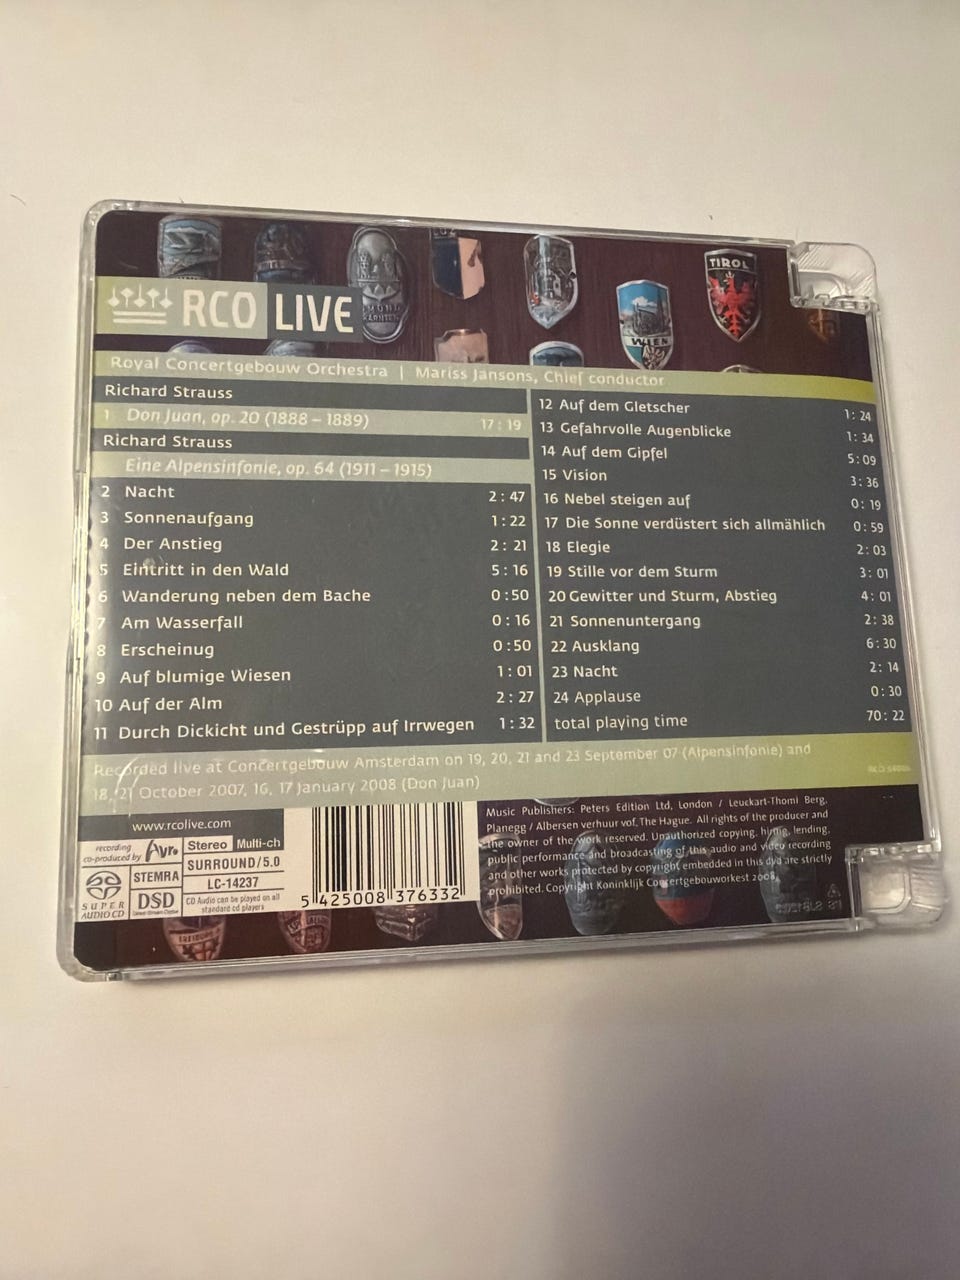 TIROL
WIEN
RCO LIVE
Royal Concertgebouw Orchestra | Mariss Jansons, Chief conductor
Richard Strauss
1 Don Juan, op. 20 (1888 – 1889) 17:19
Richard Strauss
Eine Alpensinfonie, op. 64 (1911 – 1915)
2 Nacht 2:47
3 Sonnenaufgang 1:22
4 Der Anstieg 2:21
5 Eintritt in den Wald 5:16
6 Wanderung neben dem Bache 0:50
7 Am Wasserfall 0:16
8 Erscheinug 0:50
9 Auf blumige Wiesen 1:01
10 Auf der Alm 2:27
11 Durch Dickicht und Gestrüpp auf Irrwegen 1:32
12 Auf dem Gletscher 1:24
13 Gefahrvolle Augenblicke 1:34
14 Auf dem Gipfel 5:09
15 Vision 3:36
16 Nebel steigen auf 0:19
17 Die Sonne verdüstert sich allmählich 0:59
18 Elegie 2:03
19 Stille vor dem Sturm 3:01
20 Gewitter und Sturm, Abstieg 4:01
21 Sonnenuntergang 2:38
22 Ausklang 6:30
23 Nacht 2:14
24 Applause 0:30
total playing time 70:22
Recorded live at Concertgebouw Amsterdam on 19, 20, 21 and 23 September 07 (Alpensinfonie) and
18, 21 October 2007, 16, 17 January 2008 (Don Juan)
www.rcolive.com
recording
co-produced by Avro
Stereo Multi-ch
STEMRA
SURROUND/5.0
LC-14237
SUPER
AUDIO CD
DSD
Direct Stream Digital
CD Audio can be played on all
standard cd players
5 425008 376332
Music Publishers: Peters Edition Ltd, London / Leuckart-Thomi Berg,
Planegg / Albersen verhuur vof, The Hague. All rights of the producer and
the owner of the work reserved. Unauthorized copying, hiring, lending,
public performance and broadcasting of this audio and video recording
and other works protected by copyright embedded in this dvd are strictly
prohibited. Copyright Koninklijk Concertgebouworkest 2008